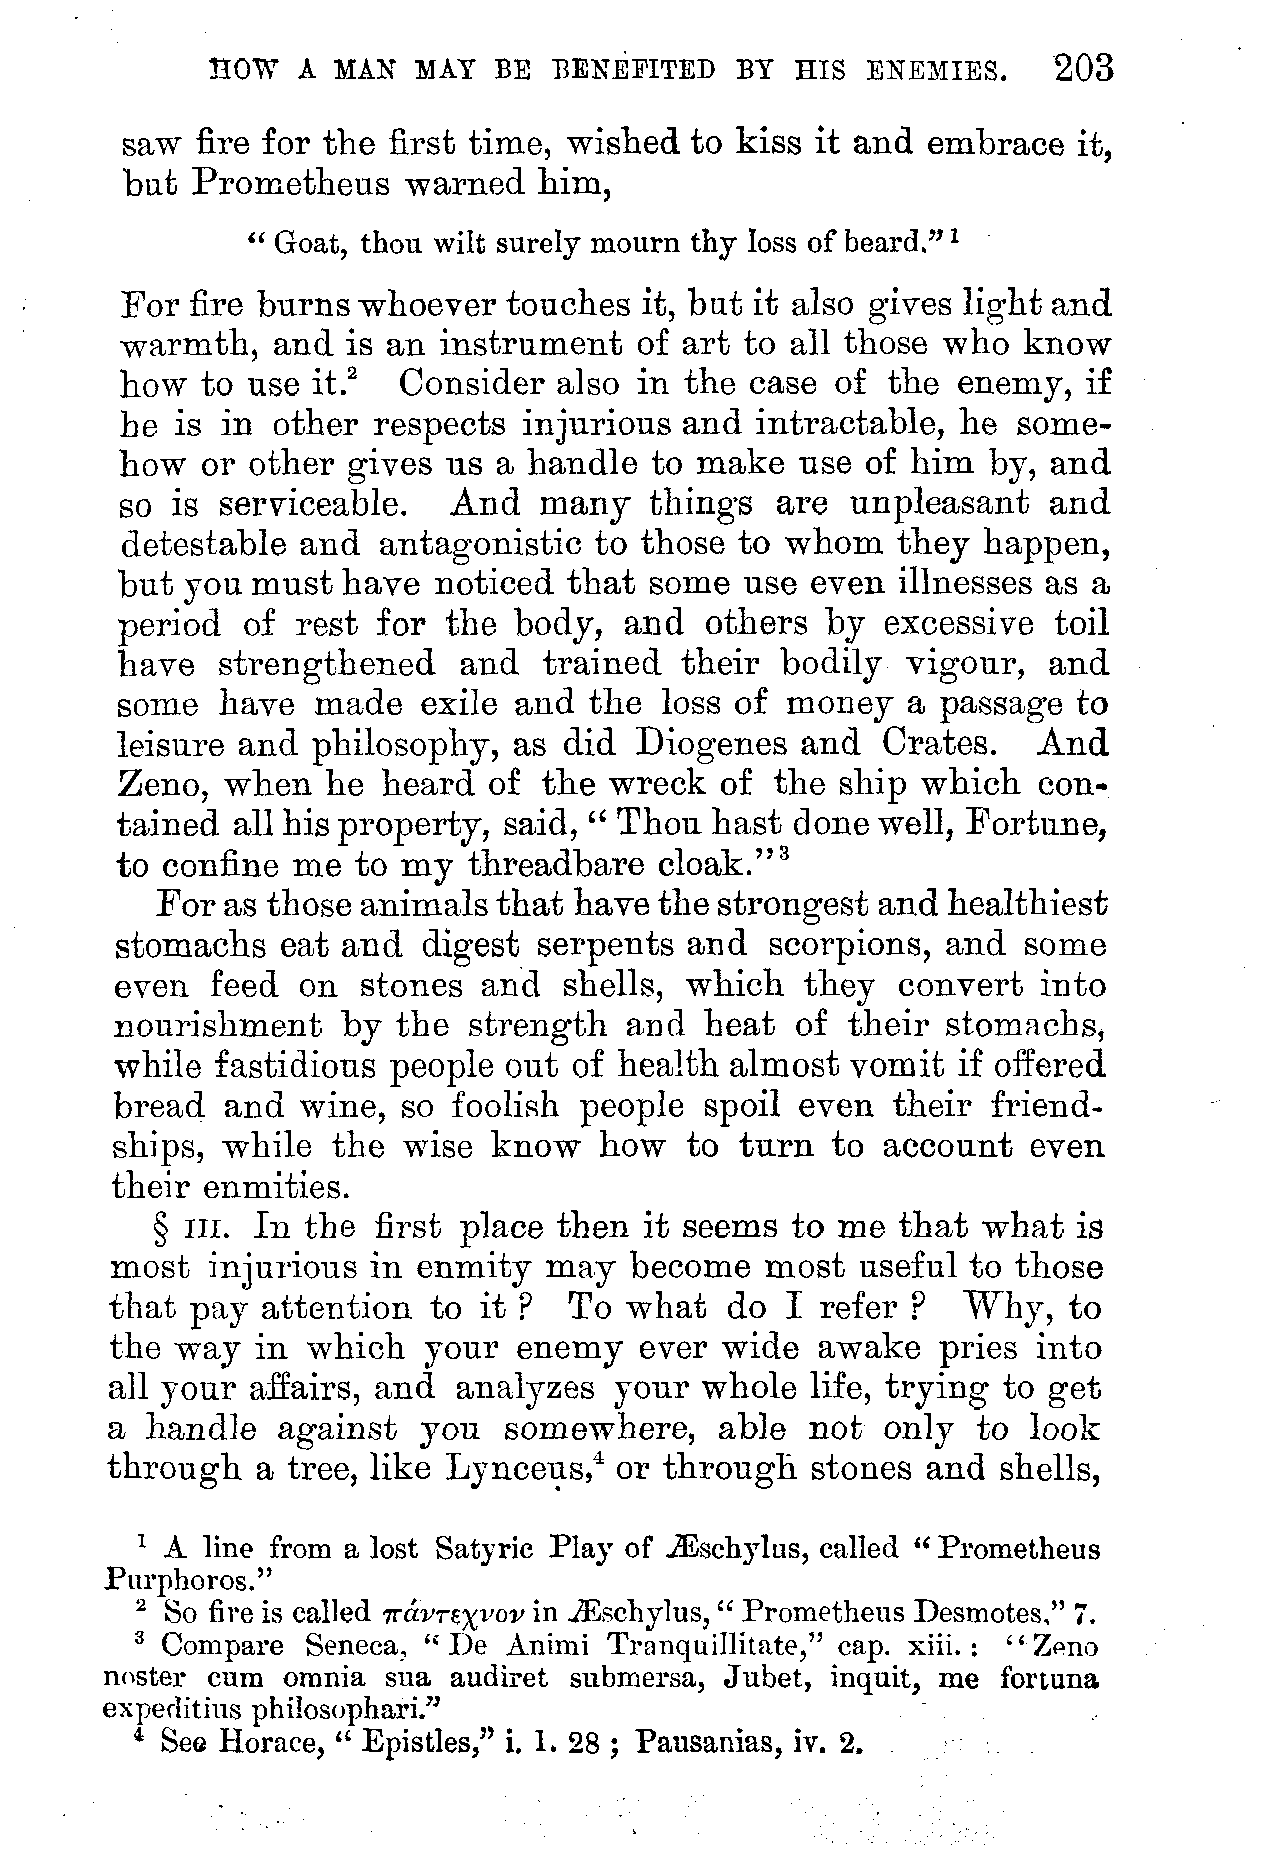 HOW A MAN MAY BE BENEFITED BY HIS ENEMIES. 203
saw fire for the first time, wished to kiss it and embrace it,
but Prometheus warned him,
“ Goat, thou wilt surely mourn thy loss of beard.” ¹
For fire burns whoever touches it, but it also gives light and
warmth, and is an instrument of art to all those who know
how to use it.² Consider also in the case of the enemy, if
he is in other respects injurious and intractable, he some-
how or other gives us a handle to make use of him by, and
so is serviceable. And many things are unpleasant and
detestable and antagonistic to those to whom they happen,
but you must have noticed that some use even illnesses as a
period of rest for the body, and others by excessive toil
have strengthened and trained their bodily vigour, and
some have made exile and the loss of money a passage to
leisure and philosophy, as did Diogenes and Crates. And
Zeno, when he heard of the wreck of the ship which con-
tained all his property, said, “ Thou hast done well, Fortune,
to confine me to my threadbare cloak.” ³
For as those animals that have the strongest and healthiest
stomachs eat and digest serpents and scorpions, and some
even feed on stones and shells, which they convert into
nourishment by the strength and heat of their stomachs,
while fastidious people out of health almost vomit if offered
bread and wine, so foolish people spoil even their friend-
ships, while the wise know how to turn to account even
their enmities.
§ III. In the first place then it seems to me that what is
most injurious in enmity may become most useful to those
that pay attention to it ? To what do I refer ? Why, to
the way in which your enemy ever wide awake pries into
all your affairs, and analyzes your whole life, trying to get
a handle against you somewhere, able not only to look
through a tree, like Lynceus,⁴ or through stones and shells,
¹ A line from a lost Satyric Play of Æschylus, called “ Prometheus
Purphoros.”
² So fire is called πάντεχνον in Æschylus, “ Prometheus Desmotes,” 7.
³ Compare Seneca, “ De Animi Tranquillitate,” cap. xiii. : “ Zeno
noster cum omnia sua audiret submersa, Jubet, inquit, me fortuna
expeditius philosophari.”
⁴ See Horace, “ Epistles,” i. 1. 28 ; Pausanias, iv. 2.